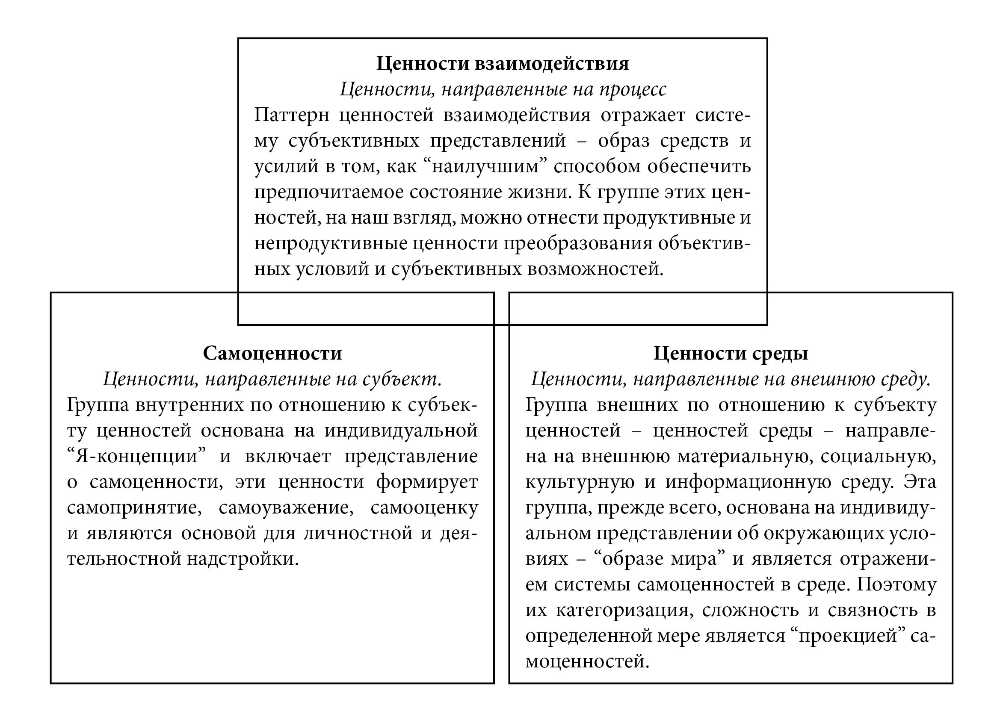 Ценности взаимодействия
Ценности, направленные на процесс
Паттерн ценностей взаимодействия отражает систе-
му субъективных представлений – образ средств и
усилий в том, как “наилучшим” способом обеспечить
предпочитаемое состояние жизни. К группе этих цен-
ностей, на наш взгляд, можно отнести продуктивные и
непродуктивные ценности преобразования объектив-
ных условий и субъективных возможностей.
Самоценности
Ценности, направленные на субъект.
Группа внутренних по отношению к субъек-
ту ценностей основана на индивидуальной
“Я-концепции” и включает представление
о самоценности, эти ценности формирует
самопринятие, самоуважение, самооценку
и являются основой для личностной и дея-
тельностной надстройки.
Ценности среды
Ценности, направленные на внешнюю среду.
Группа внешних по отношению к субъекту
ценностей – ценностей среды – направле-
на на внешнюю материальную, социальную,
культурную и информационную среду. Эта
группа, прежде всего, основана на индивиду-
альном представлении об окружающих усло-
виях – “образе мира” и является отражени-
ем системы самоценностей в среде. Поэтому
их категоризация, сложность и связность в
определенной мере является “проекцией” са-
моценностей.